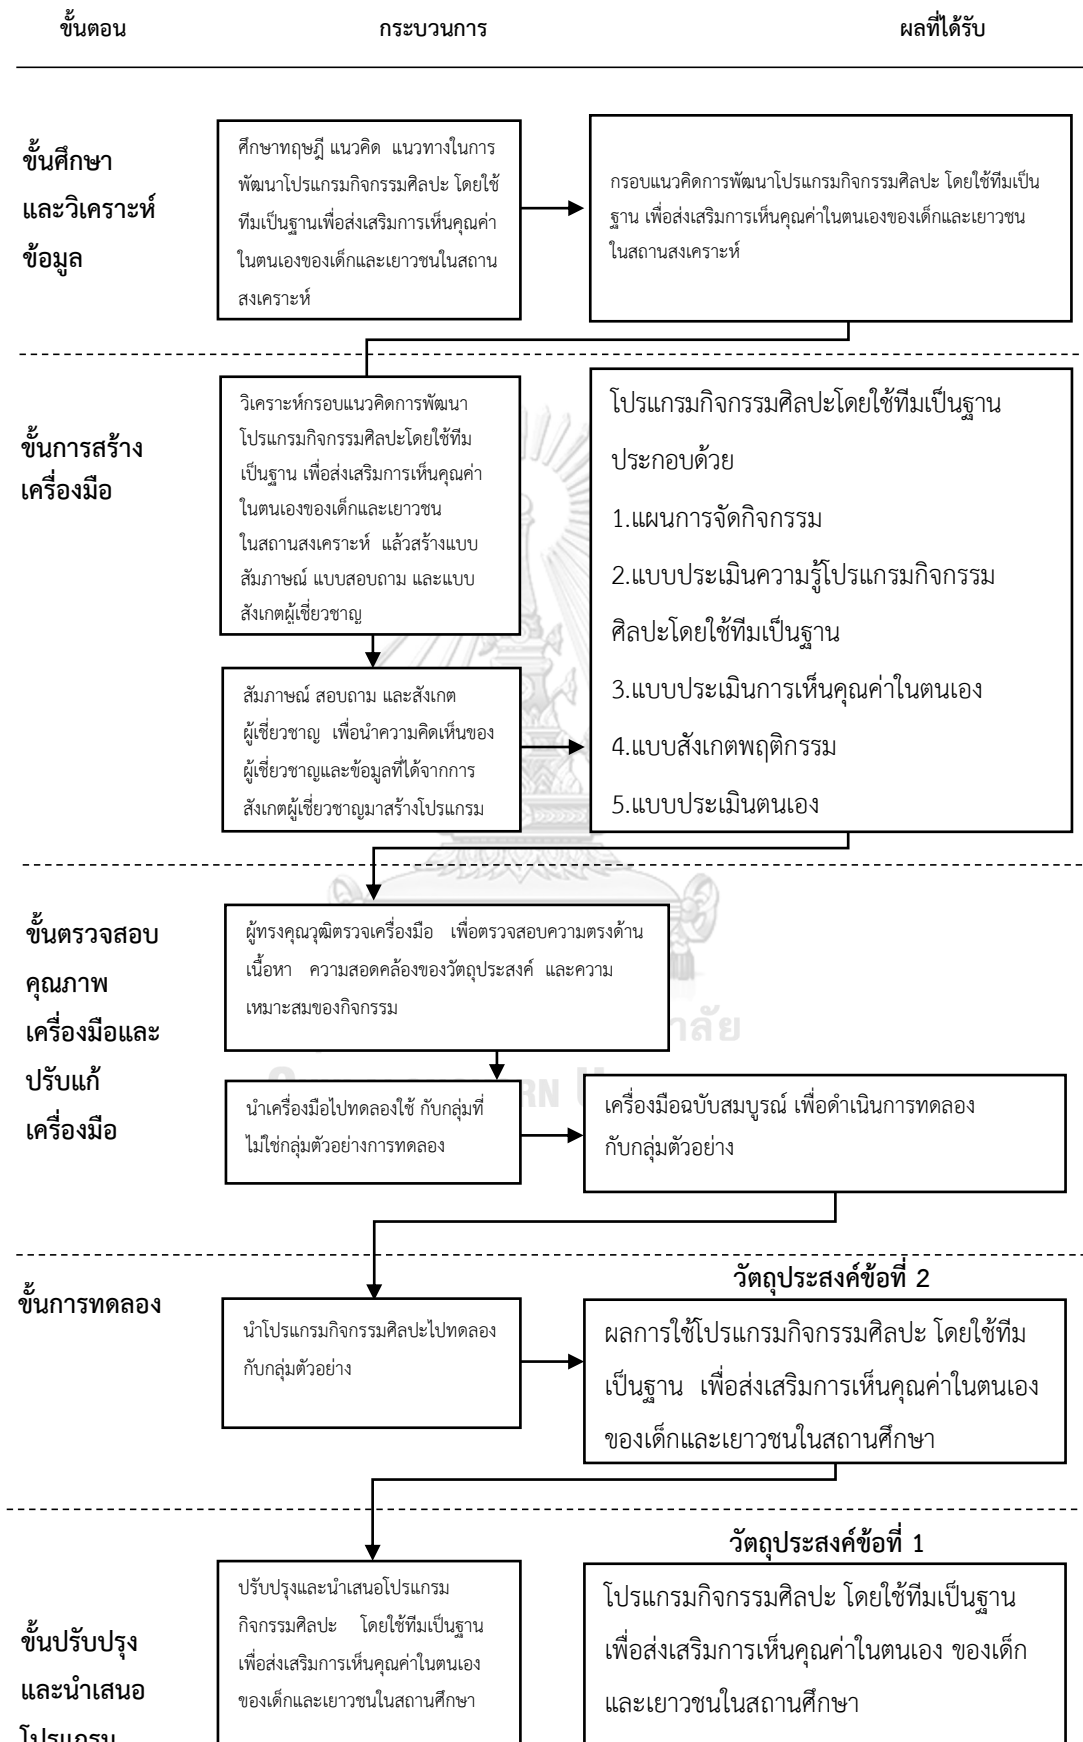 ขั้นตอน
กระบวนการ
ผลที่ได้รับ
ขั้นศึกษา
และวิเคราะห์
ข้อมูล
ศึกษาทฤษฎี แนวคิด แนวทางในการ
พัฒนาโปรแกรมกิจกรรมศิลปะ โดยใช้
ทีมเป็นฐานเพื่อส่งเสริมการเห็นคุณค่า
ในตนเองของเด็กและเยาวชนในสถาน
สงเคราะห์
กรอบแนวคิดการพัฒนาโปรแกรมกิจกรรมศิลปะ โดยใช้ทีมเป็น
ฐาน เพื่อส่งเสริมการเห็นคุณค่าในตนเองของเด็กและเยาวชน
ในสถานสงเคราะห์
ขั้นการสร้าง
เครื่องมือ
วิเคราะห์กรอบแนวคิดการพัฒนา
โปรแกรมกิจกรรมศิลปะโดยใช้ทีม
เป็นฐาน เพื่อส่งเสริมการเห็นคุณค่า
ในตนเองของเด็กและเยาวชน
ในสถานสงเคราะห์ แล้วสร้างแบบ
สัมภาษณ์ แบบสอบถาม และแบบ
สังเกตผู้เชี่ยวชาญ
สัมภาษณ์ สอบถาม และสังเกต
ผู้เชี่ยวชาญ เพื่อนำความคิดเห็นของ
ผู้เชี่ยวชาญและข้อมูลที่ได้จากการ
สังเกตผู้เชี่ยวชาญมาสร้างโปรแกรม
โปรแกรมกิจกรรมศิลปะโดยใช้ทีมเป็นฐาน
ประกอบด้วย
1.แผนการจัดกิจกรรม
2.แบบประเมินความรู้โปรแกรมกิจกรรม
ศิลปะโดยใช้ทีมเป็นฐาน
3.แบบประเมินการเห็นคุณค่าในตนเอง
4.แบบสังเกตพฤติกรรม
5.แบบประเมินตนเอง
ขั้นตรวจสอบ
คุณภาพ
เครื่องมือและ
ปรับแก้
เครื่องมือ
ผู้ทรงคุณวุฒิตรวจเครื่องมือ เพื่อตรวจสอบความตรงด้าน
เนื้อหา ความสอดคล้องของวัตถุประสงค์ และความ
เหมาะสมของกิจกรรม
าลัย
RN U
นำเครื่องมือไปทดลองใช้ กับกลุ่มที่
ไม่ใช่กลุ่มตัวอย่างการทดลอง
เครื่องมือฉบับสมบูรณ์ เพื่อดำเนินการทดลอง
กับกลุ่มตัวอย่าง
ขั้นการทดลอง
วัตถุประสงค์ข้อที่ 2
นำโปรแกรมกิจกรรมศิลปะไปทดลอง
กับกลุ่มตัวอย่าง
ผลการใช้โปรแกรมกิจกรรมศิลปะ โดยใช้ทีม
เป็นฐาน เพื่อส่งเสริมการเห็นคุณค่าในตนเอง
ของเด็กและเยาวชนในสถานศึกษา
วัตถุประสงค์ข้อที่ 1
ขั้นปรับปรุง
และนำเสนอ
โปรแกรม
ปรับปรุงและนำเสนอโปรแกรม
กิจกรรมศิลปะ โดยใช้ทีมเป็นฐาน
เพื่อส่งเสริมการเห็นคุณค่าในตนเอง
ของเด็กและเยาวชนในสถานศึกษา
โปรแกรมกิจกรรมศิลปะ โดยใช้ทีมเป็นฐาน
เพื่อส่งเสริมการเห็นคุณค่าในตนเอง ของเด็ก
และเยาวชนในสถานศึกษา